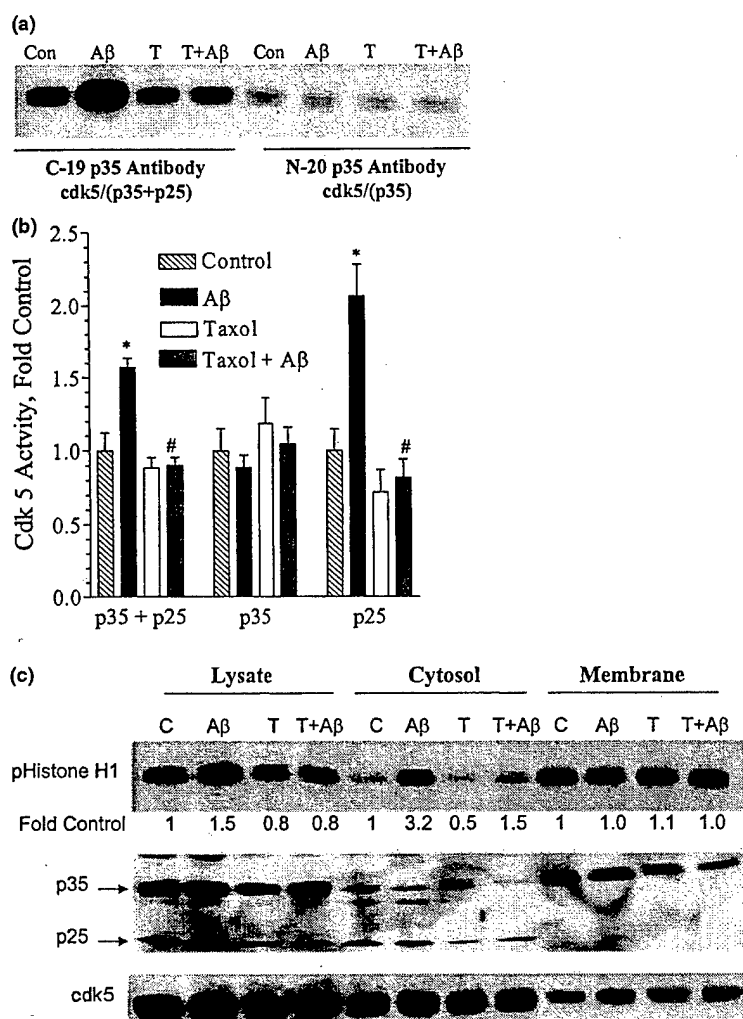 (a)
Con Aβ T T+Aβ Con Aβ T T+Aβ
C-19 p35 Antibody
cdk5/(p35+p25)
N-20 p35 Antibody
cdk5/(p35)
(b)
Cdk 5 Actvity, Fold Control
2.5
2.0
1.5
1.0
0.5
0.0
Control
Aβ
Taxol
Taxol + Aβ
*
#
*
#
p35 + p25 p35 p25
(c)
Lysate Cytosol Membrane
C Aβ T T+Aβ C Aβ T T+Aβ C Aβ T T+Aβ
pHistone H1
Fold Control 1 1.5 0.8 0.8 1 3.2 0.5 1.5 1 1.0 1.1 1.0
p35
p25
cdk5